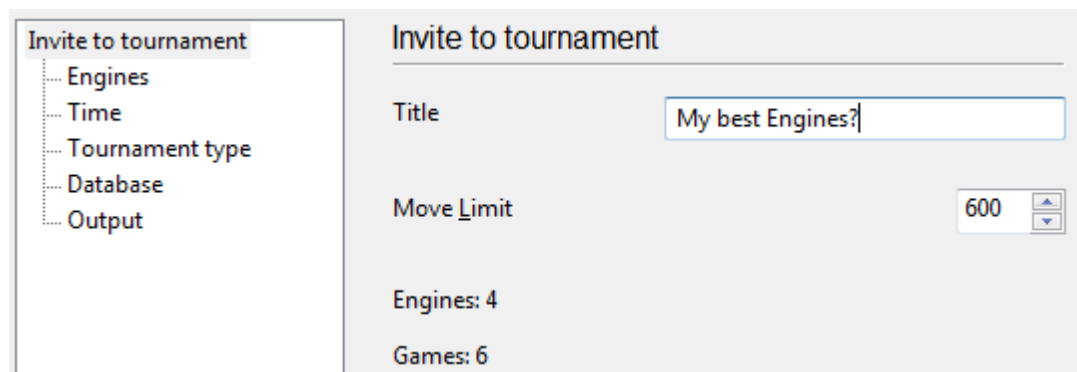 Invite to tournament
Engines
Time
Tournament type
Database
Output
Invite to tournament
Title
My best Engines?
Move Limit
600
Engines: 4
Games: 6